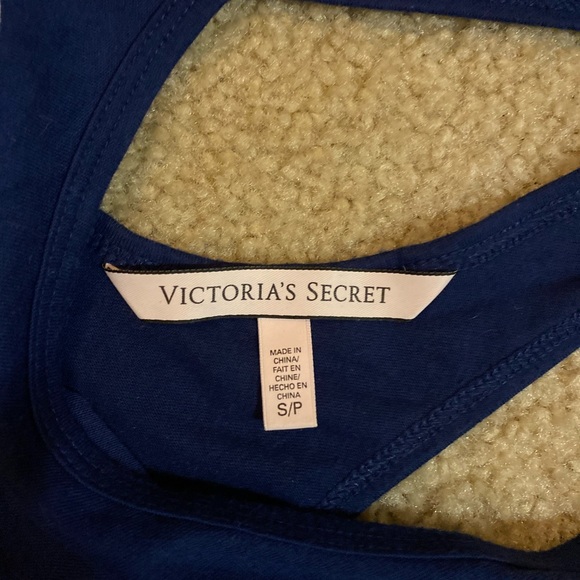 VICTORIA'S SECRET
MADE IN
CHINA/
FAIT EN
CHINE/
HECHO EN
CHINA
S/P